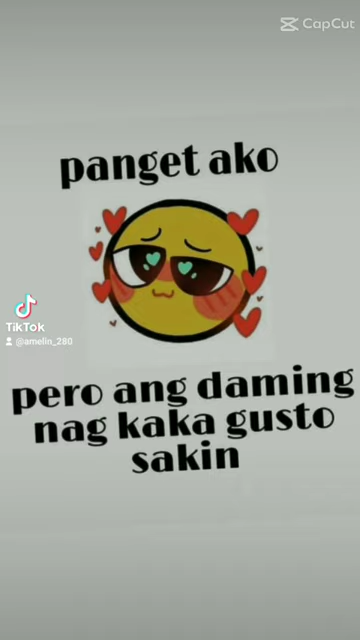 CapCut
panget ako
TikTok
@amelin_280
pero ang daming
nag kaka gusto
sakin